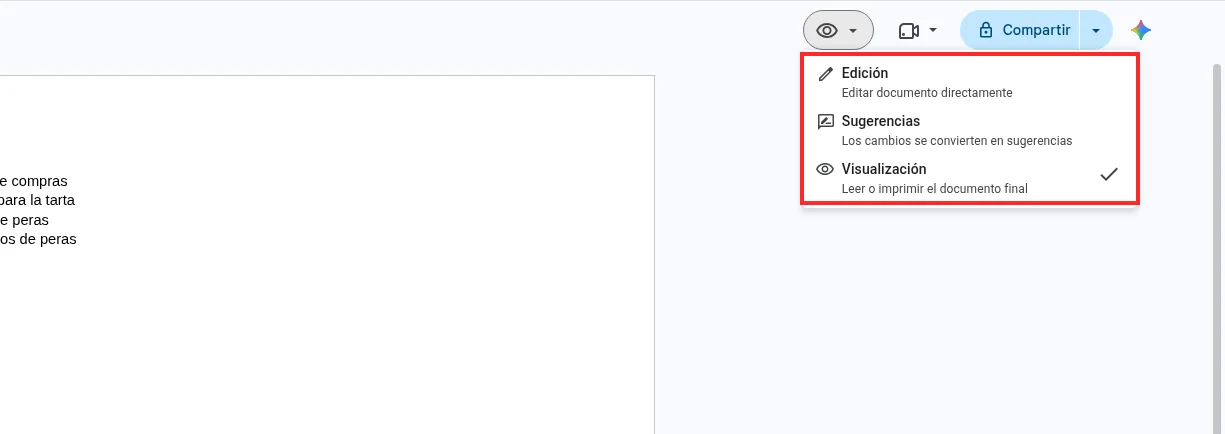 Compartir
Edición
Editar documento directamente
Sugerencias
Los cambios se convierten en sugerencias
Visualización
Leer o imprimir el documento final
e compras
para la tarta
e peras
os de peras